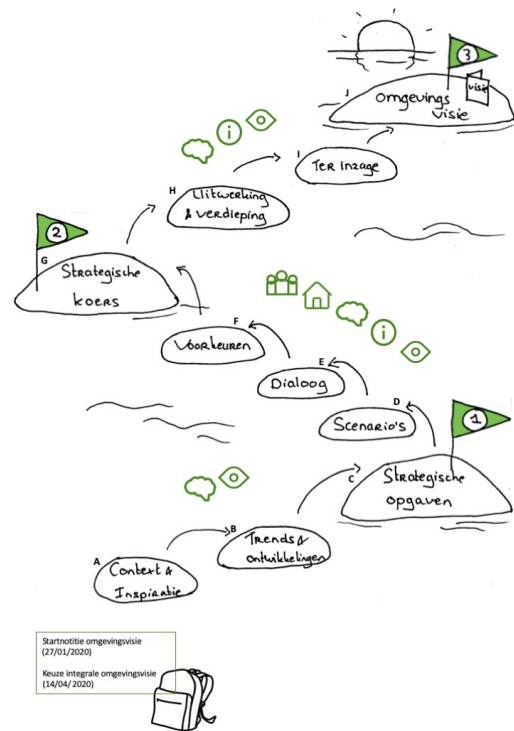 3
J
visie
Omgevings
visie
i
I
Ter inzage
H
Uitwerking
& verdieping
2
G
Strategische
koers
F
Voorkeuren
i
E
Dialoog
D
Scenario's
1
C
Strategische
opgaven
B
Trends &
ontwikkelingen
A
Context &
Inspiratie
Startnotitie omgevingsvisie
(27/01/2020)
Keuze integrale omgevingsvisie
(14/04/ 2020)